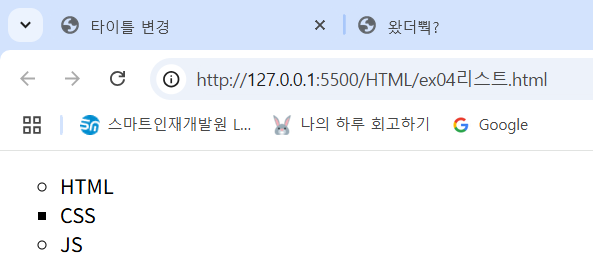 타이틀 변경
왔더뿩?
http://127.0.0.1:5500/HTML/ex04리스트.html
스마트인재개발원 L...
나의 하루 회고하기
Google
HTML
CSS
JS